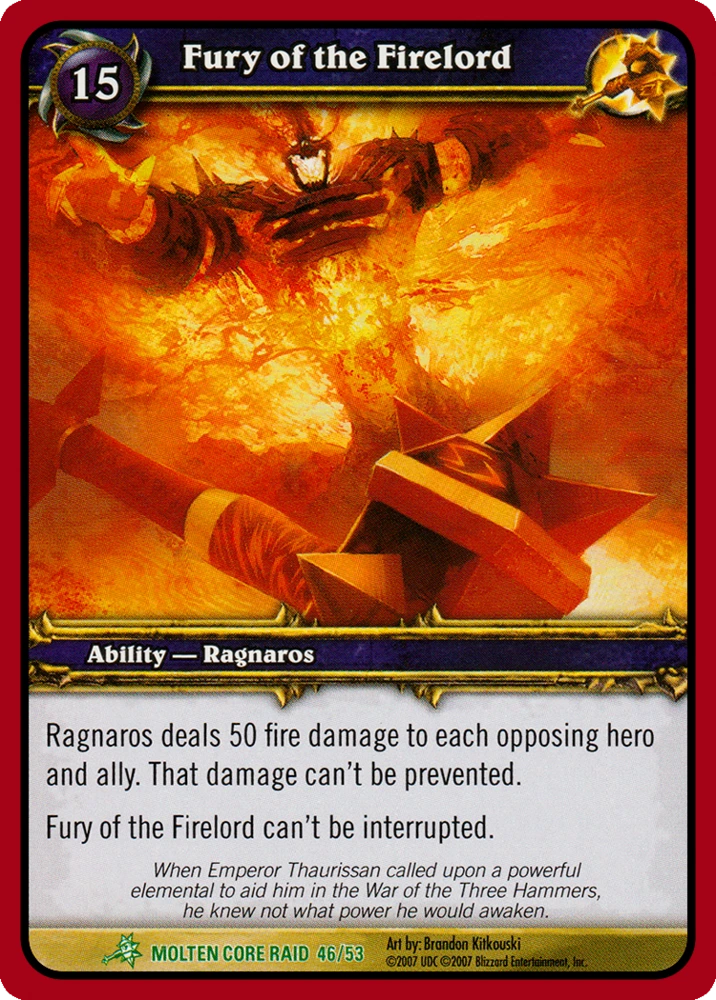 15
Fury of the Firelord
Ability — Ragnaros
Ragnaros deals 50 fire damage to each opposing hero
and ally. That damage can't be prevented.
Fury of the Firelord can't be interrupted.
When Emperor Thaurissan called upon a powerful
elemental to aid him in the War of the Three Hammers,
he knew not what power he would awaken.
MOLTEN CORE RAID 46/53
Art by: Brandon Kitkouski
©2007 UDC ©2007 Blizzard Entertainment, Inc.